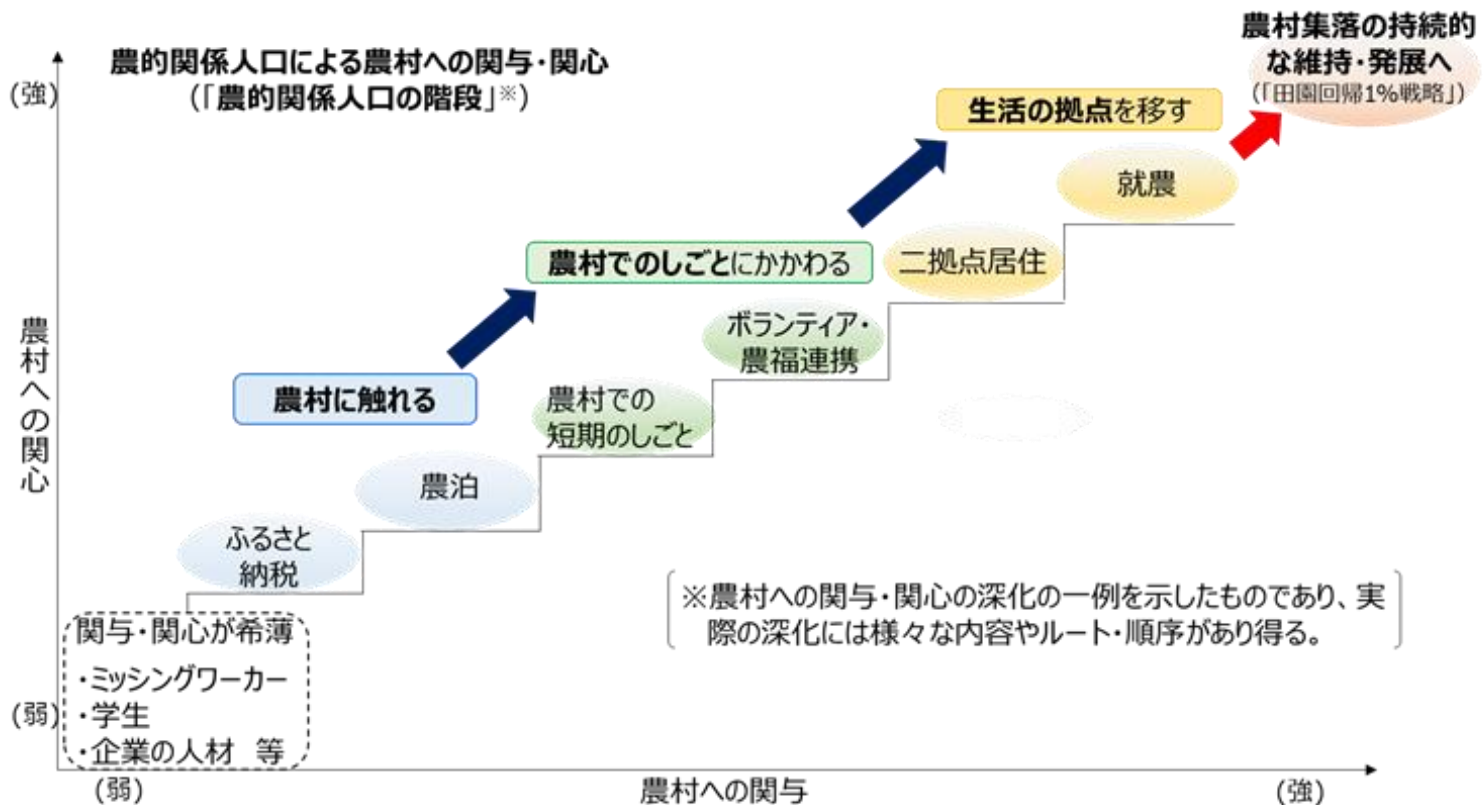 農的関係人口による農村への関与・関心
（「農的関係人口の階段」※）
農村集落の持続的
な維持・発展へ
（「田園回帰1%戦略」）
(強)
生活の拠点を移す
就農
農村でのしごとにかかわる
二拠点居住
ボランティア・
農福連携
農村に触れる
農村での
短期のしごと
農泊
ふるさと
納税
農村への関心
※農村への関与・関心の深化の一例を示したものであり、実
際の深化には様々な内容やルート・順序があり得る。
関与・関心が希薄
・ミッシングワーカー
・学生
・企業の人材 等
(弱)
(弱)
農村への関与
(強)